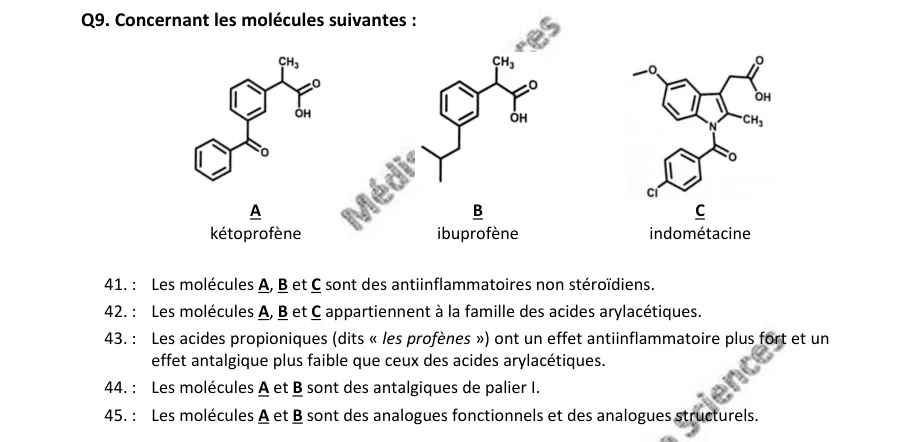 Q9. Concernant les molécules suivantes :
CH₃
O
OH
O
CH₃
O
OH
O
O
OH
N
CH₃
O
Cl
A
B
C
kétoprofène
ibuprofène
indométacine
41. : Les molécules A, B et C sont des antiinflammatoires non stéroïdiens.
42. : Les molécules A, B et C appartiennent à la famille des acides arylacétiques.
43. : Les acides propioniques (dits « les profènes ») ont un effet antiinflammatoire plus fort et un
effet antalgique plus faible que ceux des acides arylacétiques.
44. : Les molécules A et B sont des antalgiques de palier I.
45. : Les molécules A et B sont des analogues fonctionnels et des analogues structurels.
Sciences